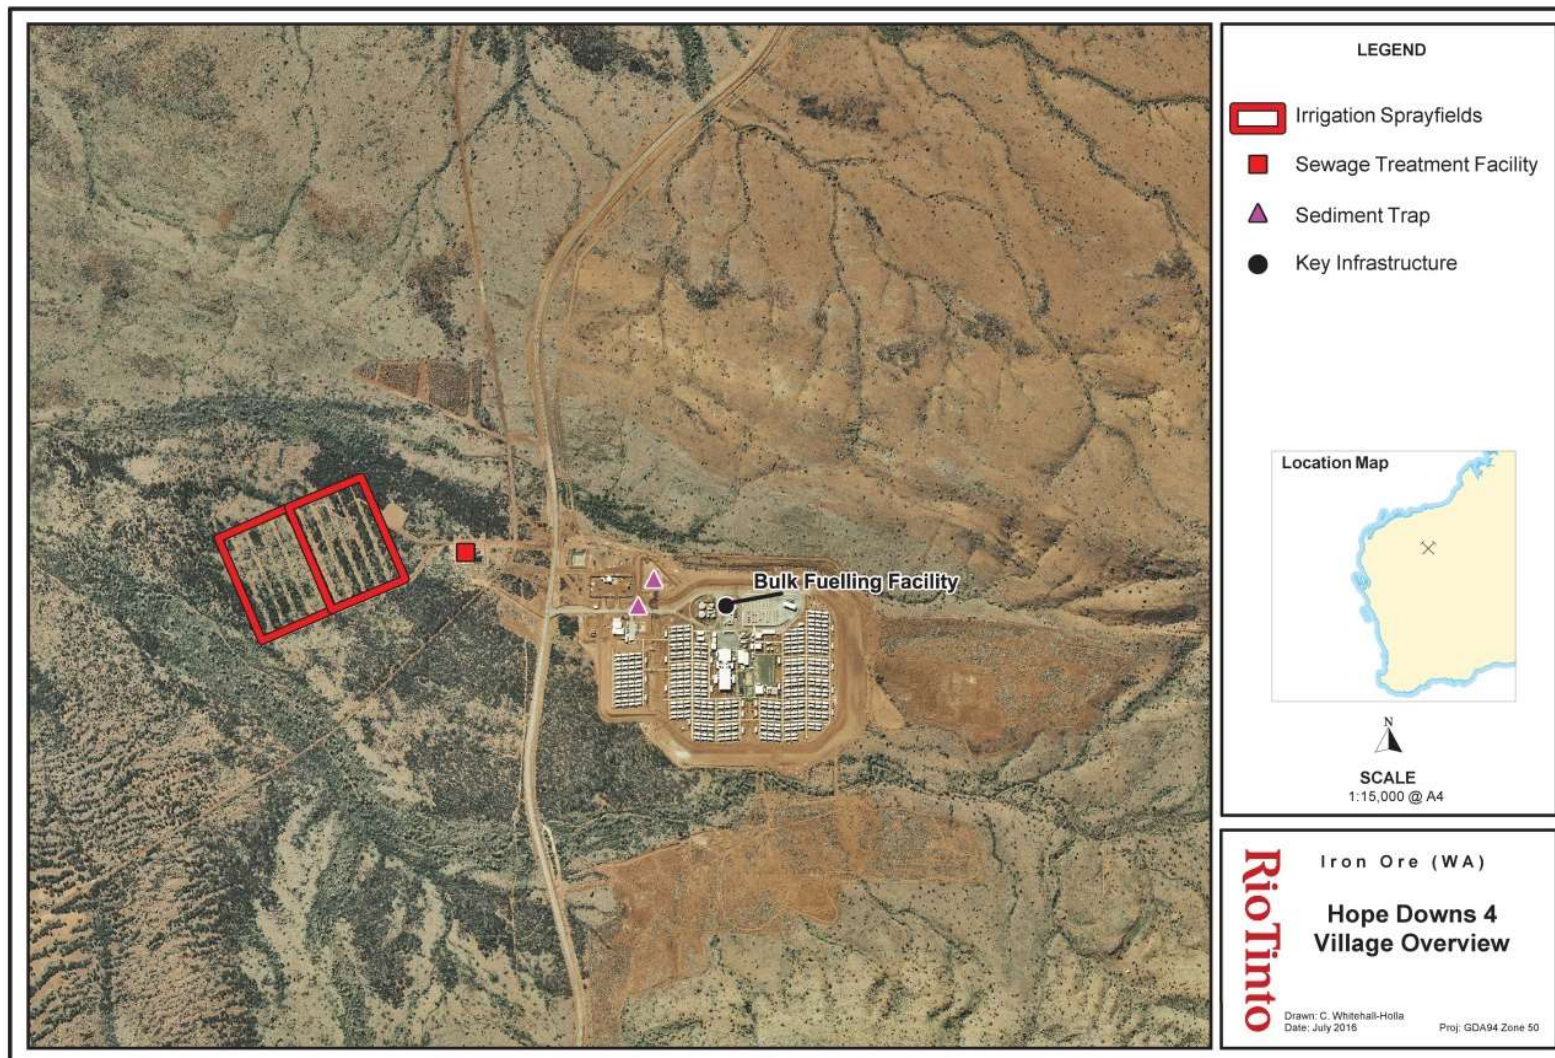 Bulk Fuelling Facility
LEGEND
Irrigation Sprayfields
Sewage Treatment Facility
Sediment Trap
Key Infrastructure
Location Map
N
SCALE
1:15,000 @ A4
RioTinto
Iron Ore (WA)
Hope Downs 4
Village Overview
Drawn: C. Whitehall-Holla
Date: July 2016
Proj: GDA94 Zone 50